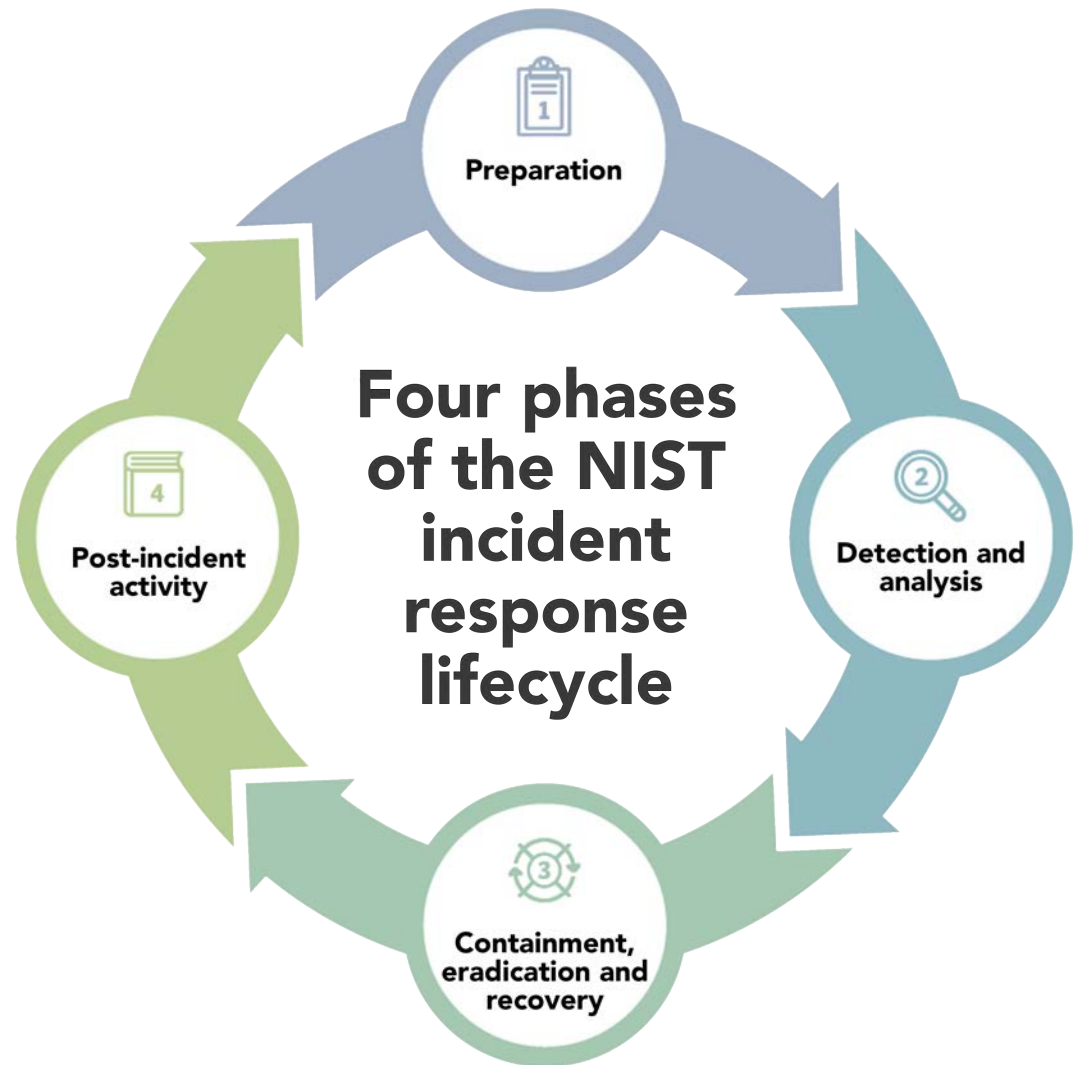 1
Preparation
Four phases
of the NIST
incident
response
lifecycle
2
Detection and
analysis
3
Containment,
eradication and
recovery
4
Post-incident
activity